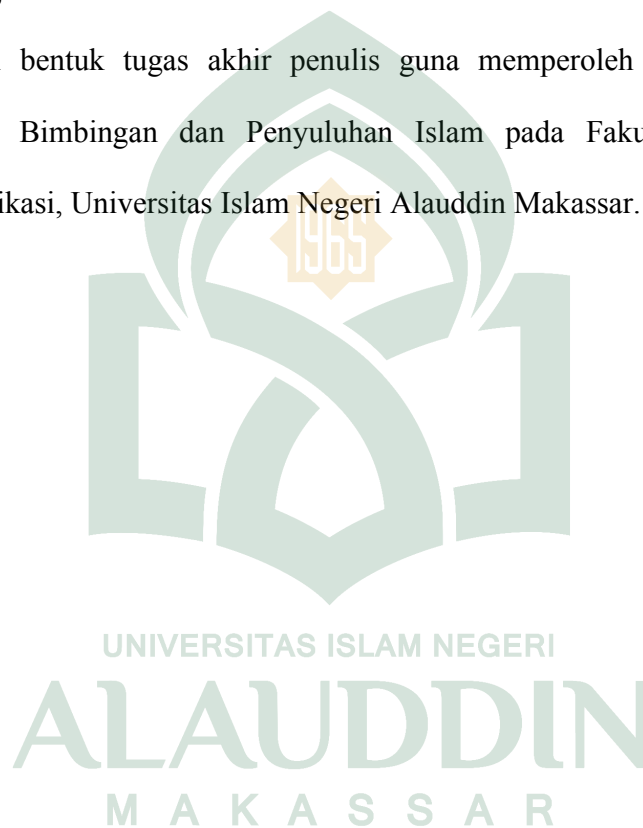 bentuk tugas akhir penulis guna memperoleh
Bimbingan dan Penyuluhan Islam pada Faku
ikasi, Universitas Islam Negeri Alauddin Makassar.
1965
UNIVERSITAS ISLAM NEGERI
ALAUDDIN
MAKASSAR